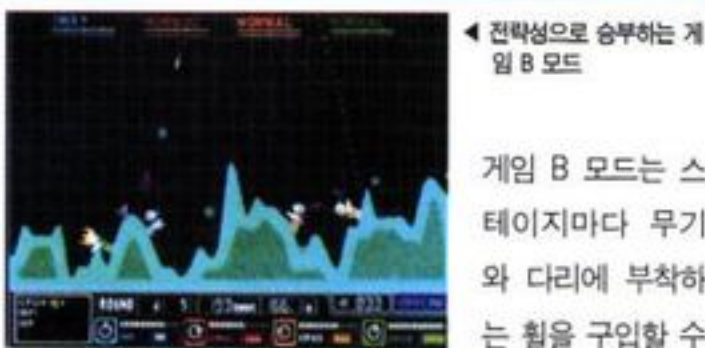 NORMAL
ROUND 4
◀ 전략성으로 승부하는 게
임 B 모드
게임 B 모드는 스
테이지마다 무기
와 다리에 부착하
는 휠을 구입할 수